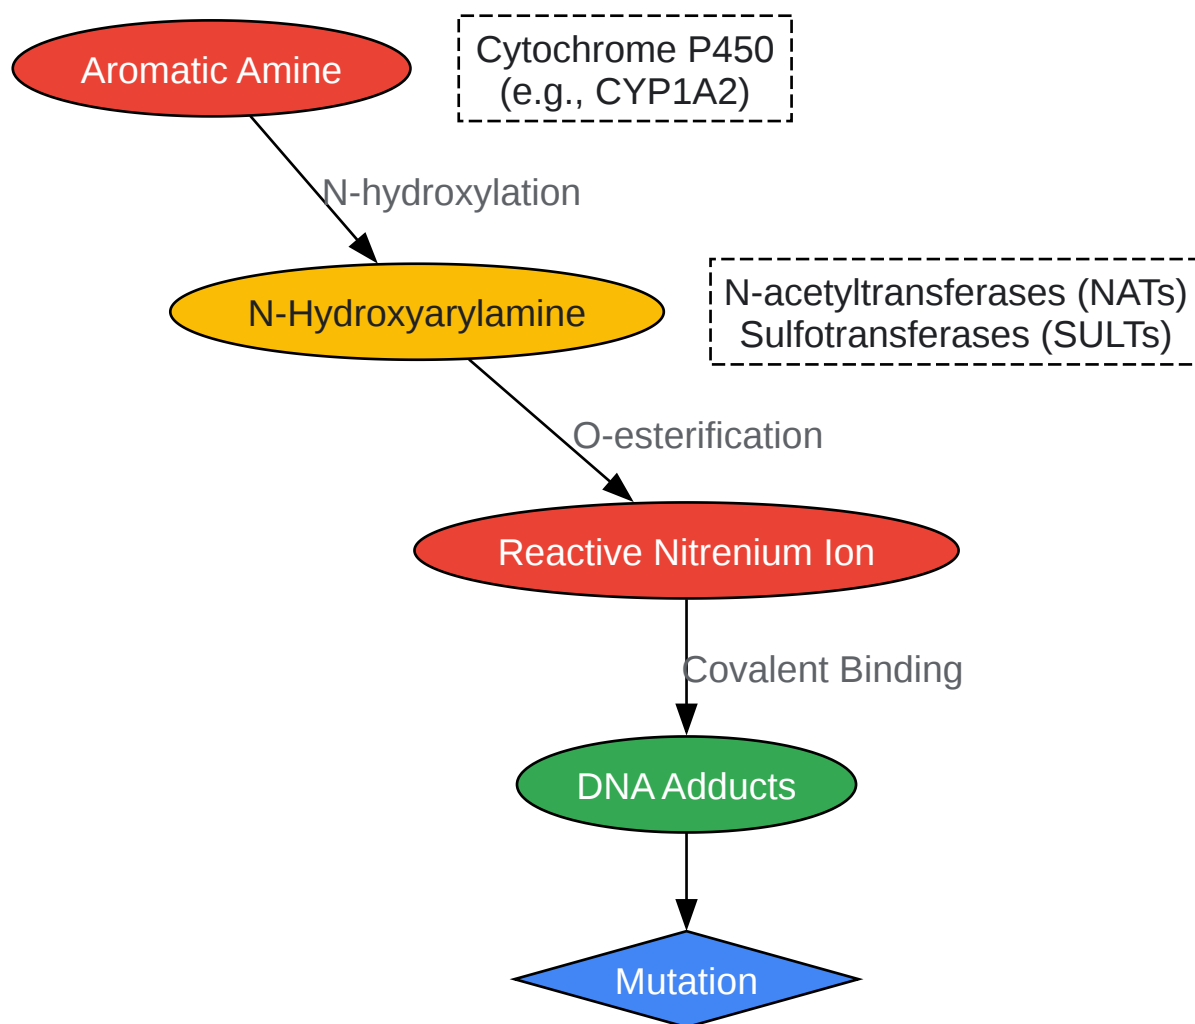 Aromatic Amine
Cytochrome P450
(e.g., CYP1A2)
N-hydroxylation
N-Hydroxyarylamine
N-acetyltransferases (NATs)
Sulfotransferases (SULTs)
O-esterification
Reactive Nitrenium Ion
Covalent Binding
DNA Adducts
Mutation